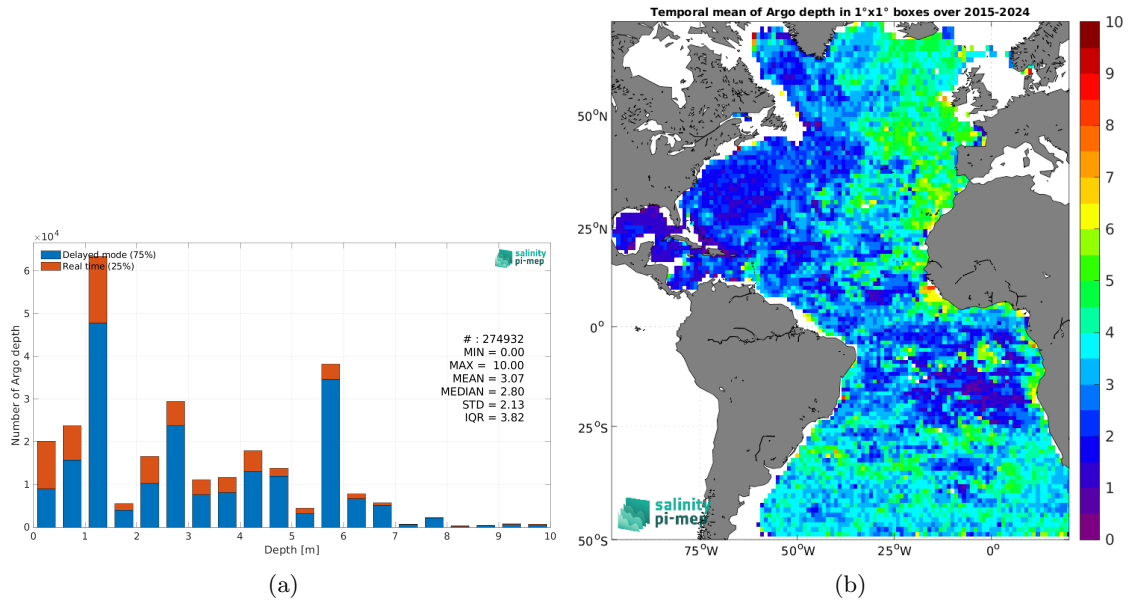 ×10⁴
Delayed mode (75%)
Real time (25%)
salinity
pi-mep
6
5
4
3
2
1
0
Number of Argo depth
# : 274932
MIN = 0.00
MAX = 10.00
MEAN = 3.07
MEDIAN = 2.80
STD = 2.13
IQR = 3.82
0 1 2 3 4 5 6 7 8 9 10
Depth [m]
(a)
Temporal mean of Argo depth in 1°x1° boxes over 2015-2024
50°N
25°N
0°
25°S
50°S
75°W 50°W 25°W 0°
salinity
pi-mep
10
9
8
7
6
5
4
3
2
1
0
(b)